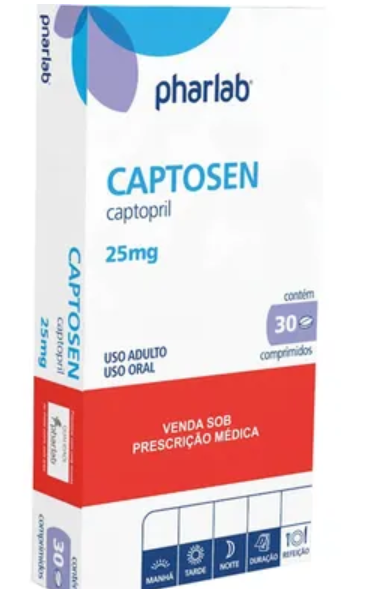 pharlab
CAPTOSEN
captopril
25mg
contém
30
comprimidos
USO ADULTO
USO ORAL
VENDA SOB
PRESCRIÇÃO MÉDICA
MANHÃ
TARDE
NOITE
DURAÇÃO
REFEIÇÃO
pharlab
CAPTOSEN
captopril
25mg
pharlab
30
comprimidos